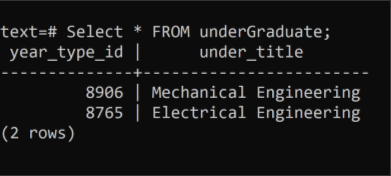 text=# Select * FROM underGraduate;
 year_type_id |      under_title
--------------+------------------------
         8906 | Mechanical Engineering
         8765 | Electrical Engineering
(2 rows)